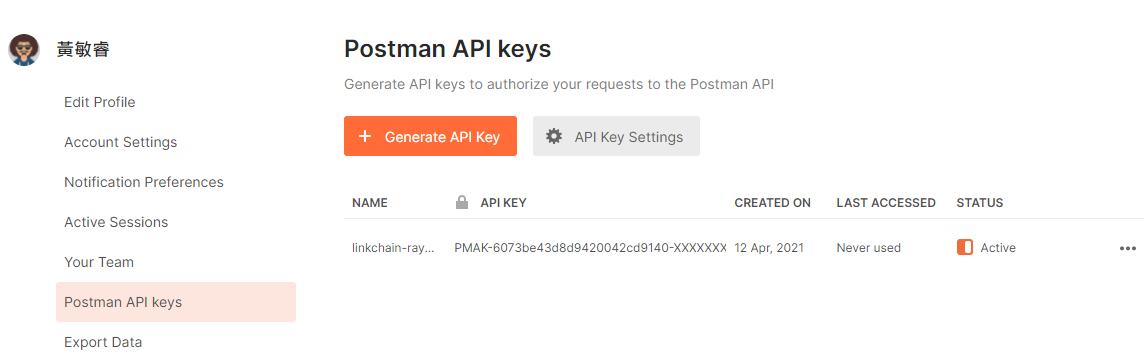 黃敏睿
Edit Profile
Account Settings
Notification Preferences
Active Sessions
Your Team
Postman API keys
Export Data
Postman API keys
Generate API keys to authorize your requests to the Postman API
+ Generate API Key
API Key Settings
NAME API KEY CREATED ON LAST ACCESSED STATUS
linkchain-ray... PMAK-6073be43d8d9420042cd9140-XXXXXXX 12 Apr, 2021 Never used Active